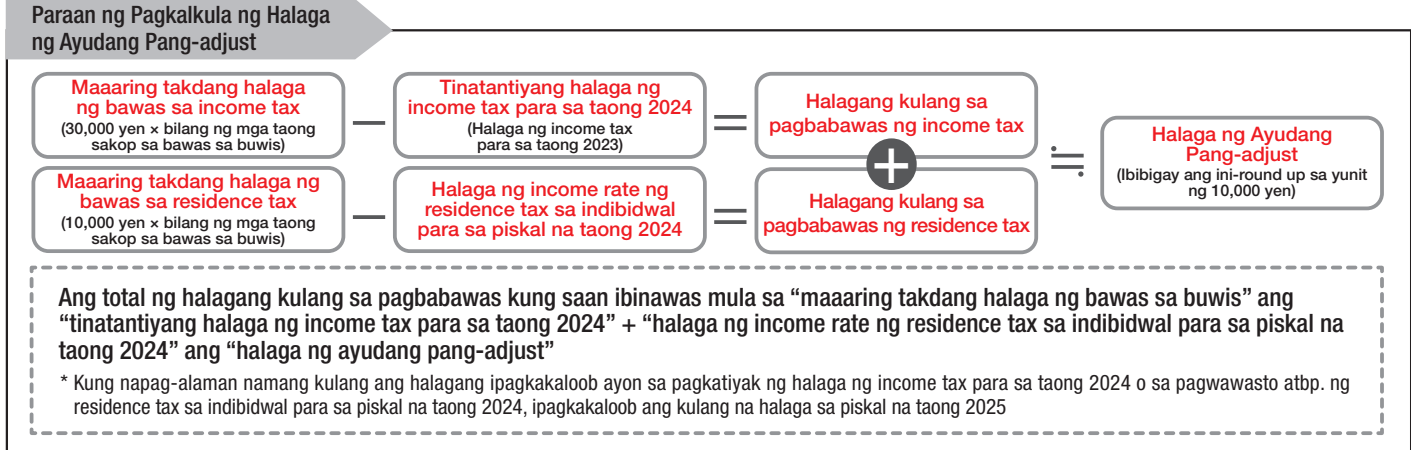 Paraan ng Pagkalkula ng Halaga
ng Ayudang Pang-adjust
Maaaring takdang halaga
ng bawas sa income tax
(30,000 yen × bilang ng mga taong
sakop sa bawas sa buwis)
−
Tinatantiyang halaga ng
income tax para sa taong 2024
(Halaga ng income tax
para sa taong 2023)
=
Halagang kulang sa
pagbabawas ng income tax
+
Maaaring takdang halaga ng
bawas sa residence tax
(10,000 yen × bilang ng mga taong
sakop sa bawas sa buwis)
−
Halaga ng income rate ng
residence tax sa indibidwal
para sa piskal na taong 2024
=
Halagang kulang sa
pagbabawas ng residence tax
≒
Halaga ng Ayudang
Pang-adjust
(Ibibigay ang ini-round up sa yunit
ng 10,000 yen)
Ang total ng halagang kulang sa pagbabawas kung saan ibinawas mula sa “maaaring takdang halaga ng bawas sa buwis” ang
“tinatantiyang halaga ng income tax para sa taong 2024” + “halaga ng income rate ng residence tax sa indibidwal para sa piskal na
taong 2024” ang “halaga ng ayudang pang-adjust”
* Kung napag-alaman namang kulang ang halagang ipagkakaloob ayon sa pagkatiyak ng halaga ng income tax para sa taong 2024 o sa pagwawasto atbp. ng
residence tax sa indibidwal para sa piskal na taong 2024, ipagkakaloob ang kulang na halaga sa piskal na taong 2025